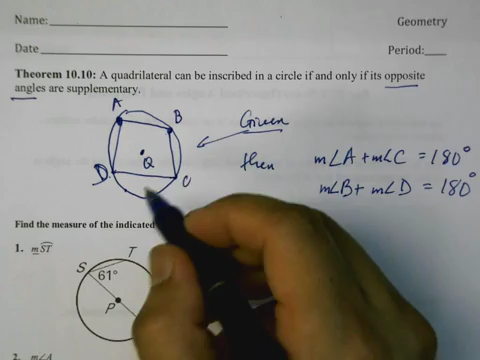 Name: Geometry
Date Period:
Theorem 10.10: A quadrilateral can be inscribed in a circle if and only if its opposite
angles are supplementary.
A
B
Given
Q
then m∠A + m∠C = 180°
D
C
m∠B + m∠D = 180°
Find the measure of the indicated
1. mST
T
S
61°
P
2. m∠A